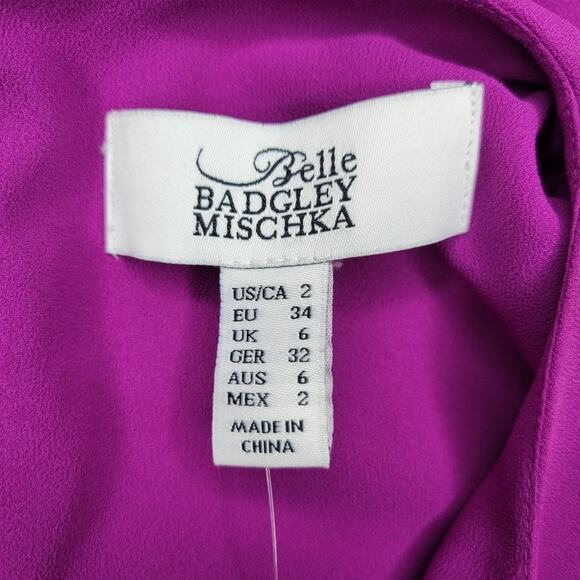 Belle
BADGLEY
MISCHKA
US/CA 2
EU 34
UK 6
GER 32
AUS 6
MEX 2
MADE IN
CHINA